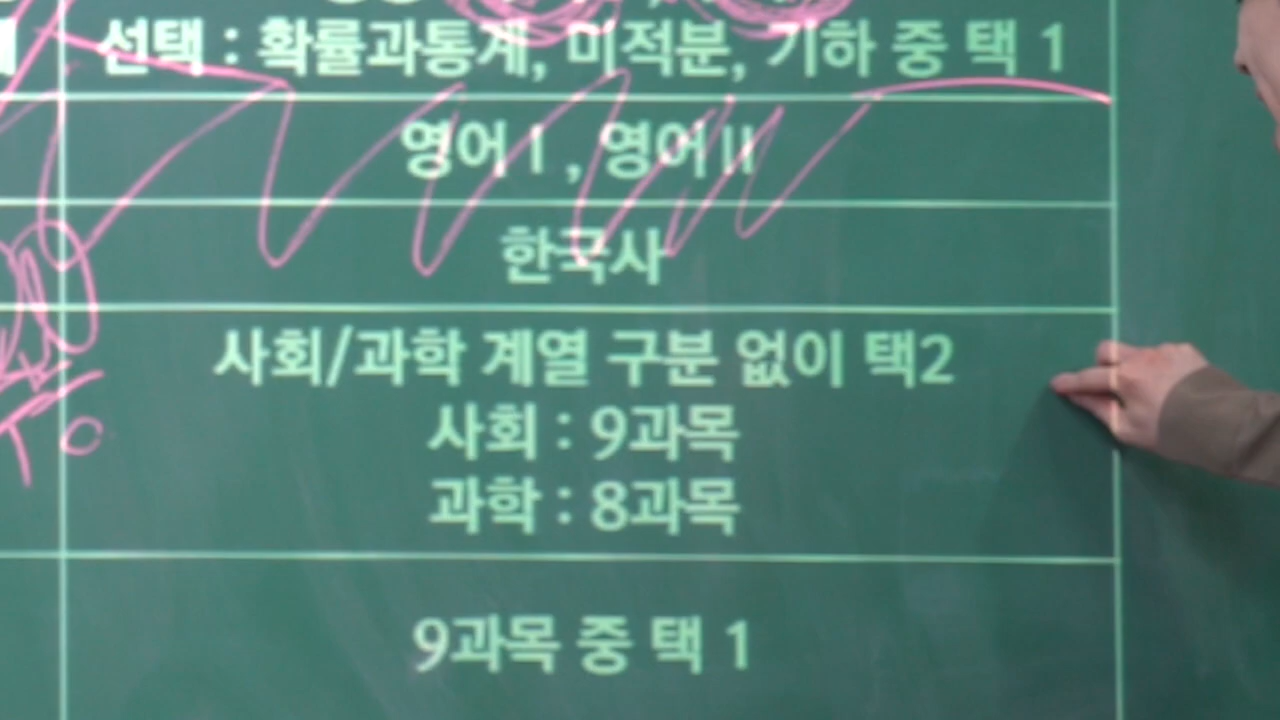 선택 : 확률과통계, 미적분, 기하 중 택 1
영어 I , 영어 II
한국사
사회/과학 계열 구분 없이 택2
사회 : 9과목
과학 : 8과목
9과목 중 택 1